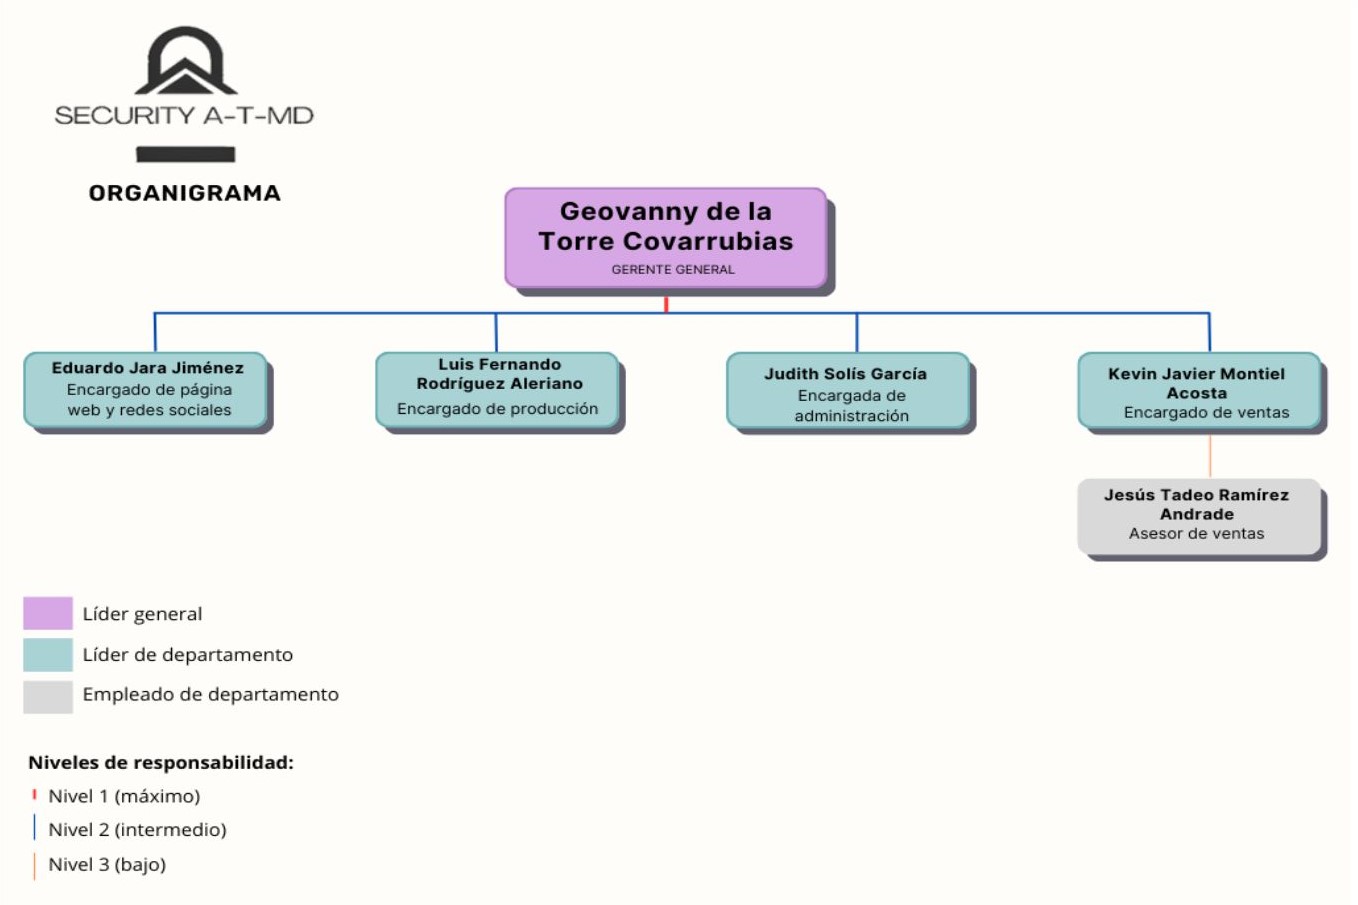 SECURITY A-T-MD
ORGANIGRAMA
Geovanny de la
Torre Covarrubias
GERENTE GENERAL
Eduardo Jara Jiménez
Encargado de página
web y redes sociales
Luis Fernando
Rodríguez Aleriano
Encargado de producción
Judith Solís García
Encargada de
administración
Kevin Javier Montiel
Acosta
Encargado de ventas
Jesús Tadeo Ramírez
Andrade
Asesor de ventas
Líder general
Líder de departamento
Empleado de departamento
Niveles de responsabilidad:
Nivel 1 (máximo)
Nivel 2 (intermedio)
Nivel 3 (bajo)